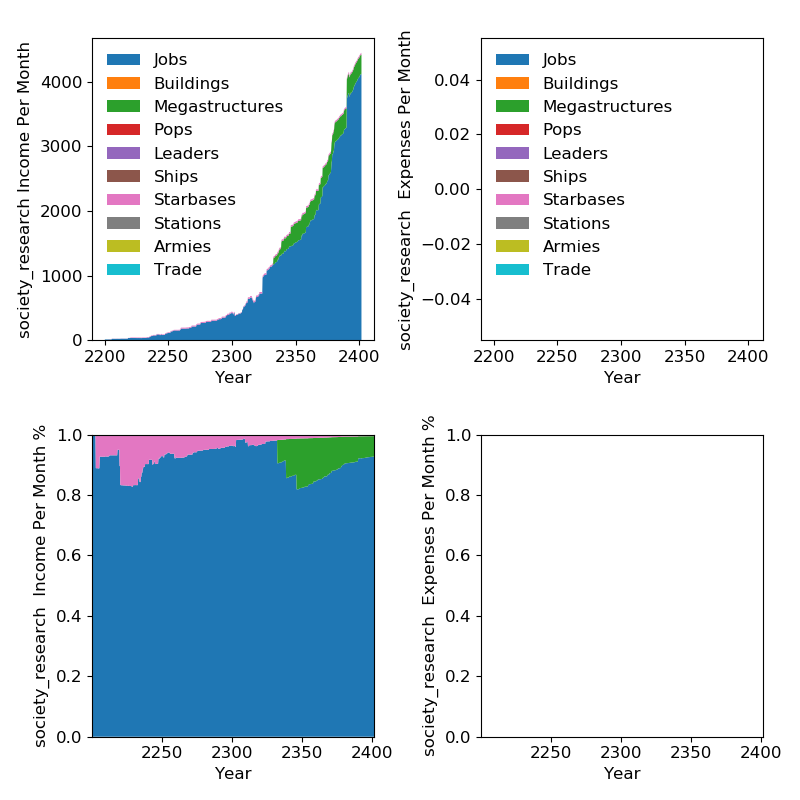 society_research Income Per Month
4000
3000
2000
1000
0
Jobs
Buildings
Megastructures
Pops
Leaders
Ships
Starbases
Stations
Armies
Trade
2200 2250 2300 2350 2400
Year
society_research  Expenses Per Month
0.04
0.02
0.00
−0.02
−0.04
Jobs
Buildings
Megastructures
Pops
Leaders
Ships
Starbases
Stations
Armies
Trade
2200 2250 2300 2350 2400
Year
society_research  Income Per Month %
1.0
0.8
0.6
0.4
0.2
0.0
2250 2300 2350 2400
Year
society_research  Expenses Per Month %
1.0
0.8
0.6
0.4
0.2
0.0
2250 2300 2350 2400
Year